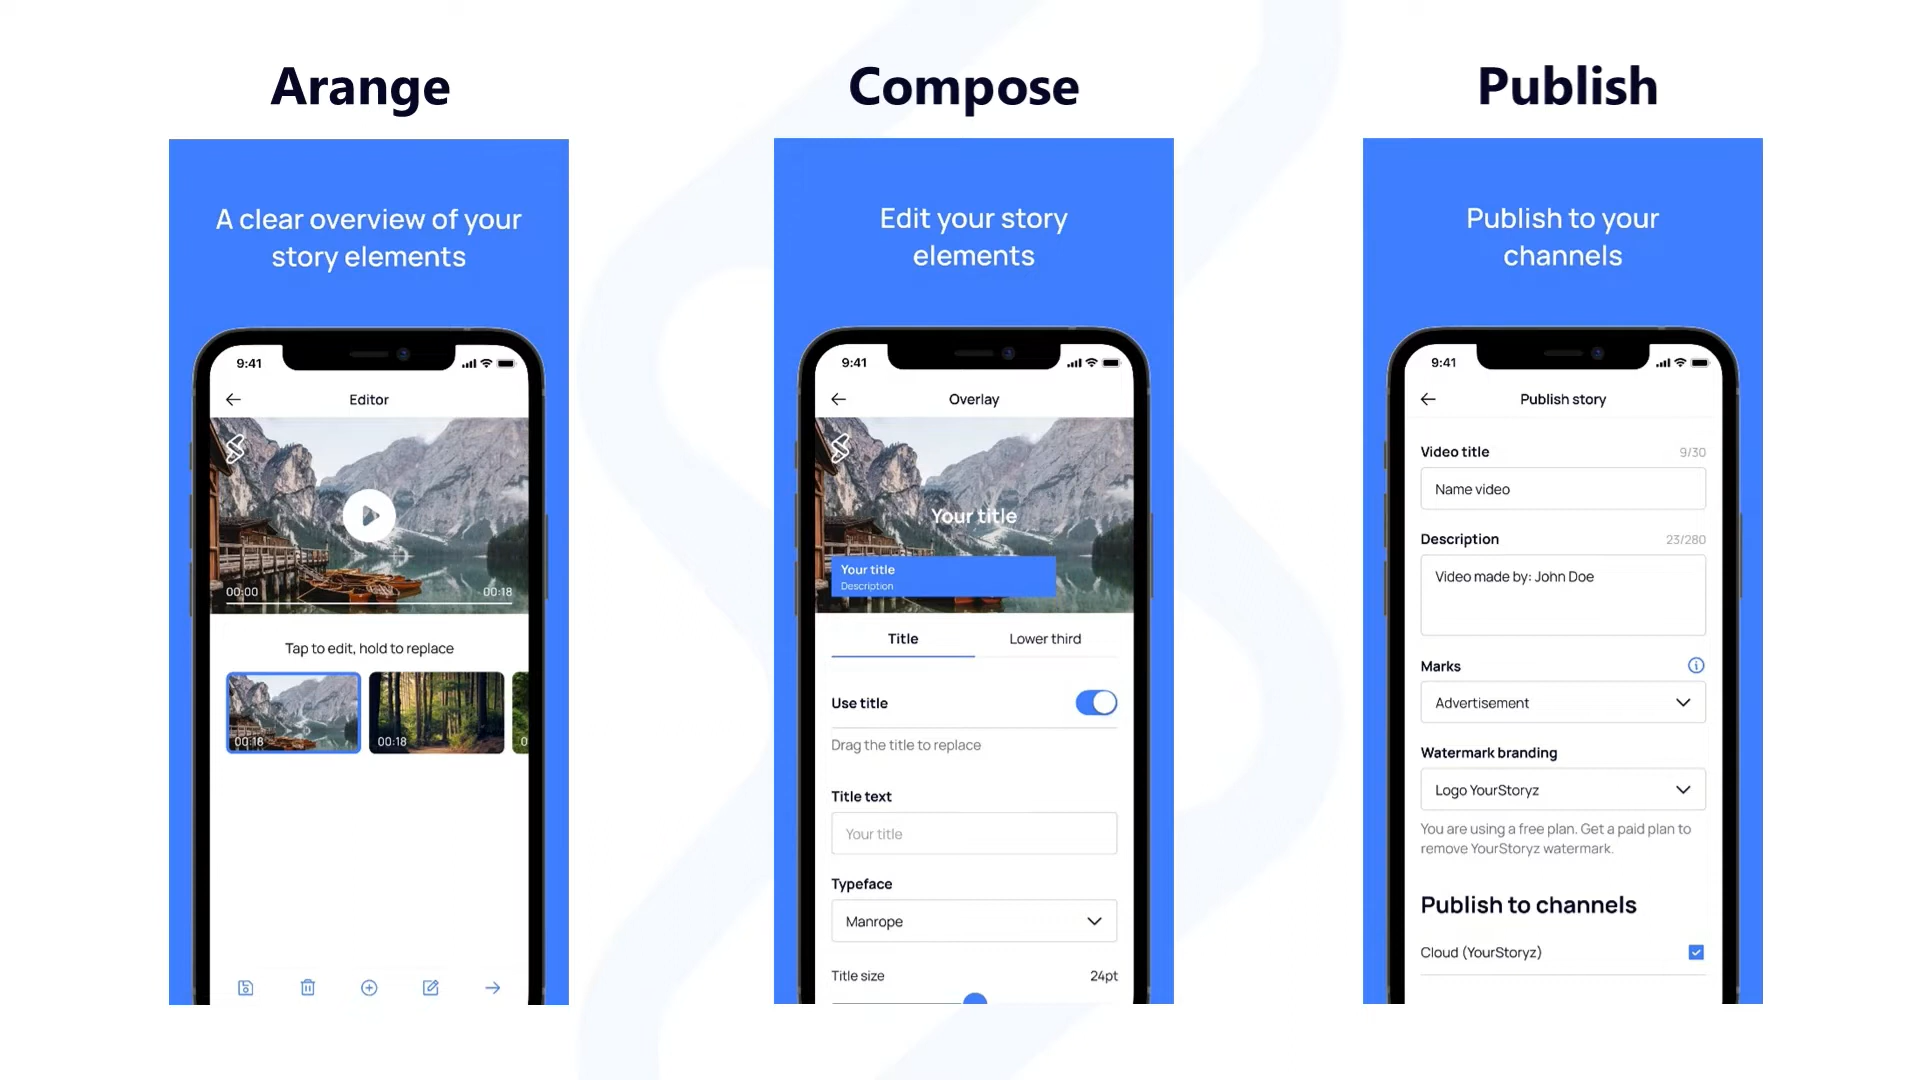 Arange
A clear overview of your
story elements
9:41
Editor
00:00
00:18
Tap to edit, hold to replace
00:18
00:18
0
Compose
Edit your story
elements
9:41
Overlay
Your title
Your title
Description
Title
Lower third
Use title
Drag the title to replace
Title text
Your title
Typeface
Manrope
Title size
24pt
Publish
Publish to your
channels
9:41
Publish story
Video title
9/30
Name video
Description
23/280
Video made by: John Doe
Marks
Advertisement
Watermark branding
Logo YourStoryz
You are using a free plan. Get a paid plan to
remove YourStoryz watermark.
Publish to channels
Cloud (YourStoryz)